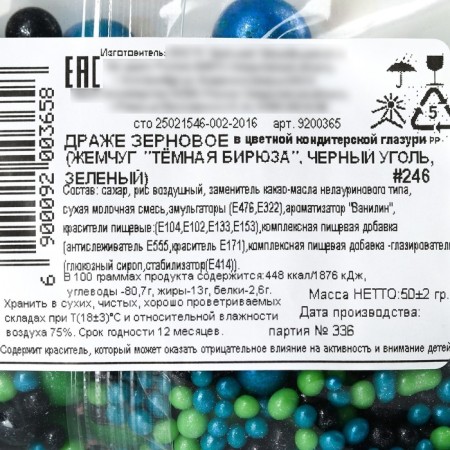 Изготовитель:
ЕАС
5
PP
сто 25021546-002-2016 арт. 9200365
ДРАЖЕ ЗЕРНОВОЕ в цветной кондитерской глазури
(ЖЕМЧУГ "ТЁМНАЯ БИРЮЗА", ЧЕРНЫЙ УГОЛЬ,
ЗЕЛЕНЫЙ) #246
Состав: сахар, рис воздушный, заменитель какао-масла нелауринового типа,
сухая молочная смесь,эмульгаторы (Е476,Е322),ароматизатор "Ванилин",
красители пищевые:(Е104,Е102,Е133,Е153),комплексная пищевая добавка
(антислеживатель Е555,краситель Е171),комплексная пищевая добавка -глазирователь
(глюкозный сироп,стабилизатор(Е414)).
В 100 граммах продукта содержится:448 ккал/1876 кДж,
углеводы -80,7г, жиры-13г, белки-2,6г.
Масса НЕТТО:50±2 гр.
Хранить в сухих, чистых, хорошо проветриваемых
складах при Т(18±3)°С и относительной влажности
воздуха 75%. Срок годности 12 месяцев.
Дата производства:
партия № 336
Содержит краситель, который может оказать отрицательное влияние на активность и внимание детей
6 900092 003658